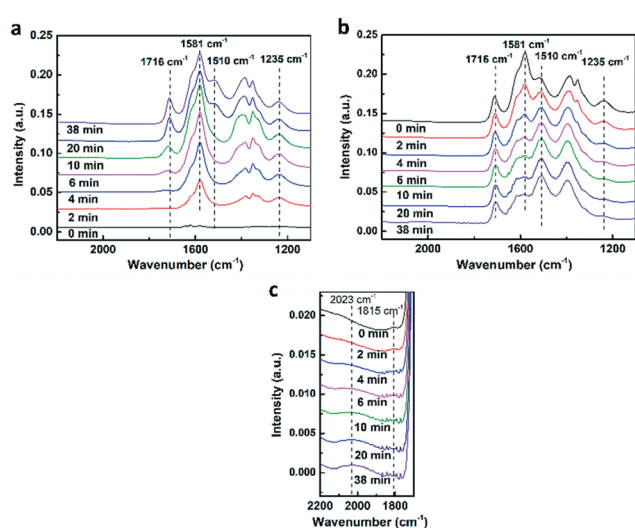 a
1581 cm⁻¹
1716 cm⁻¹
1510 cm⁻¹
1235 cm⁻¹
0.25
0.20
0.15
0.10
0.05
0.00
38 min
20 min
10 min
6 min
4 min
2 min
0 min
2000
1600
1200
Intensity (a.u.)
Wavenumber (cm⁻¹)
b
1581 cm⁻¹
1716 cm⁻¹
1510 cm⁻¹
1235 cm⁻¹
0.25
0.20
0.15
0.10
0.05
0.00
0 min
2 min
4 min
6 min
10 min
20 min
38 min
2000
1600
1200
Intensity (a.u.)
Wavenumber (cm⁻¹)
c
2023 cm⁻¹
1815 cm⁻¹
0.020
0.015
0.010
0.005
0.000
0 min
2 min
4 min
6 min
10 min
20 min
38 min
2200
2000
1800
Intensity (a.u.)
Wavenumber (cm⁻¹)